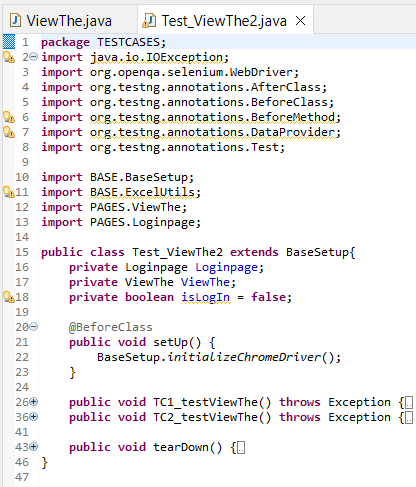 ViewThe.java Test_ViewThe2.java
1 package TESTCASES;
2 import java.io.IOException;
3 import org.openqa.selenium.WebDriver;
4 import org.testng.annotations.AfterClass;
5 import org.testng.annotations.BeforeClass;
6 import org.testng.annotations.BeforeMethod;
7 import org.testng.annotations.DataProvider;
8 import org.testng.annotations.Test;
9
10 import BASE.BaseSetup;
11 import BASE.ExcelUtils;
12 import PAGES.ViewThe;
13 import PAGES.Loginpage;
14
15 public class Test_ViewThe2 extends BaseSetup{
16 private Loginpage Loginpage;
17 private ViewThe ViewThe;
18 private boolean isLogIn = false;
19
20 @BeforeClass
21 public void setUp() {
22 BaseSetup.initializeChromeDriver();
23 }
24
26 public void TC1_testViewThe() throws Exception {
36 public void TC2_testViewThe() throws Exception {
41
43 public void tearDown() {
46 }
47